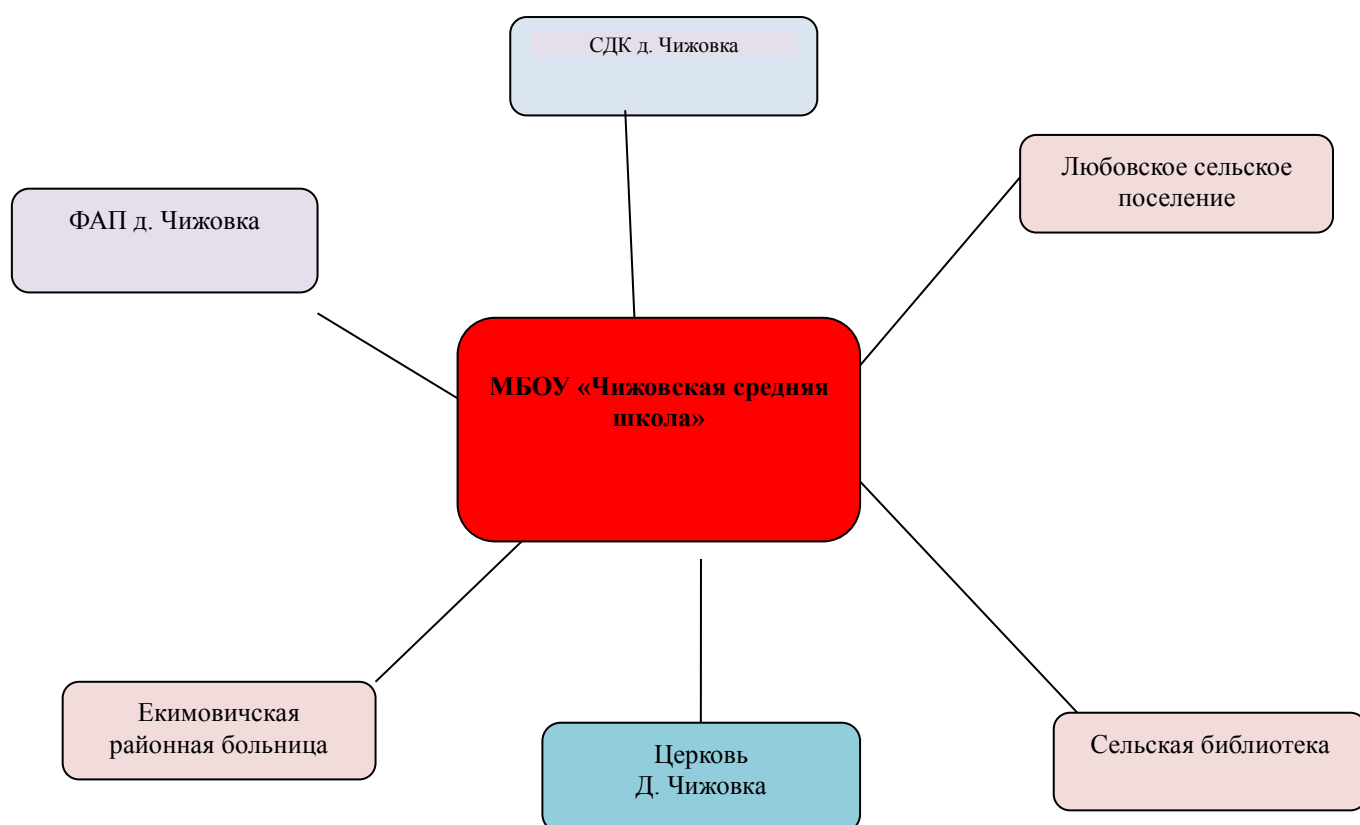 СДК д. Чижовка
Любовское сельское
поселение
ФАП д. Чижовка
МБОУ «Чижовская средняя
школа»
Екимовичская
районная больница
Церковь
Д. Чижовка
Сельская библиотека